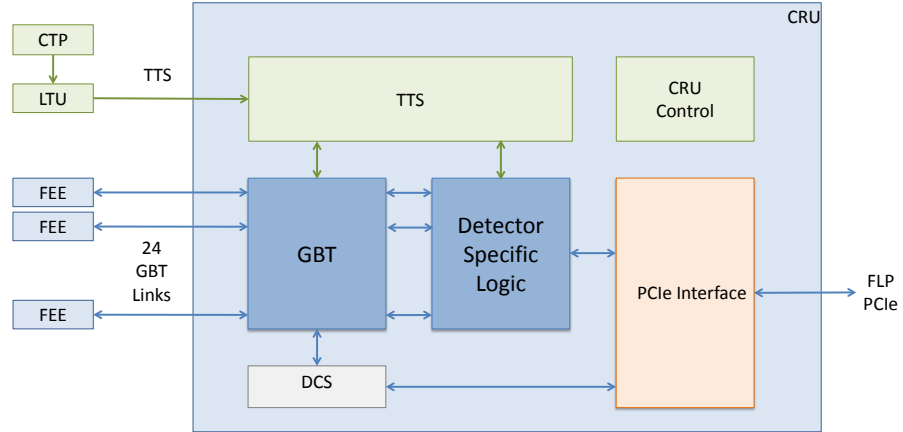 CRU
CTP
LTU
TTS
TTS
CRU
Control
FEE
FEE
FEE
24
GBT
Links
GBT
Detector
Specific
Logic
PCIe Interface
FLP
PCIe
DCS